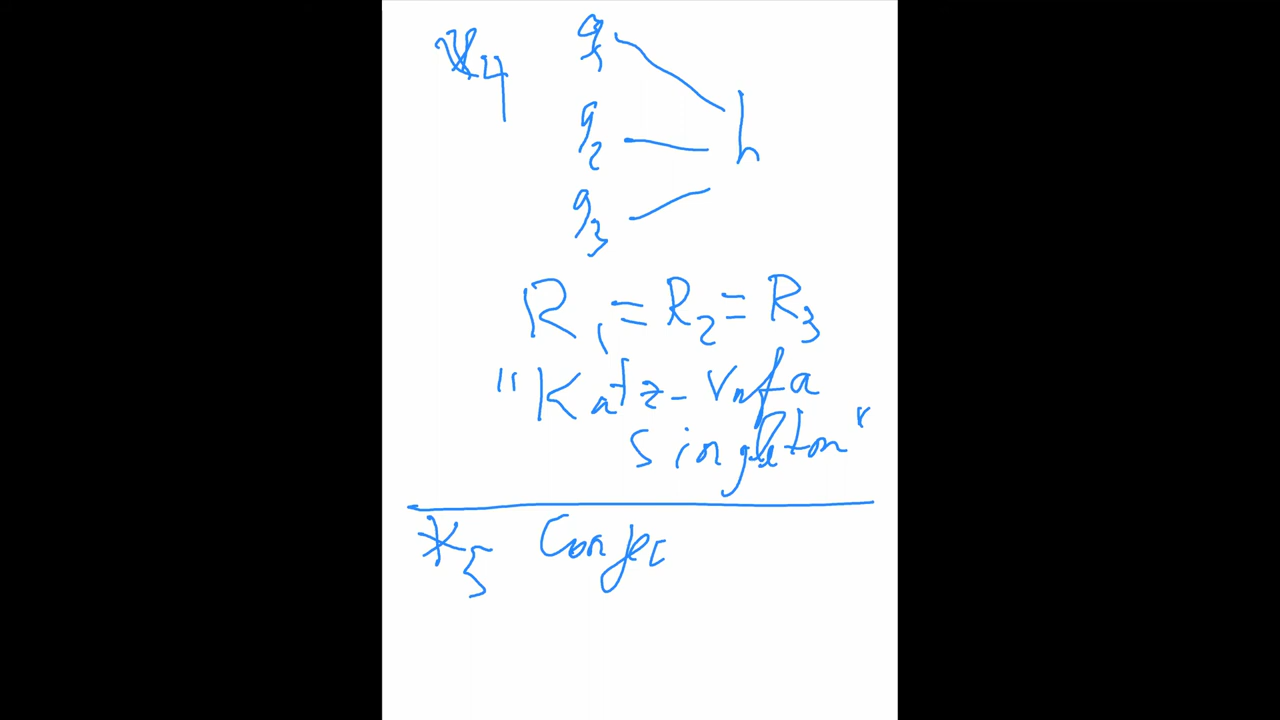 *4 g1
g2 h
g3
R1 = R2 = R3
"Katz-Vafa
singleton"
*5 Conjec